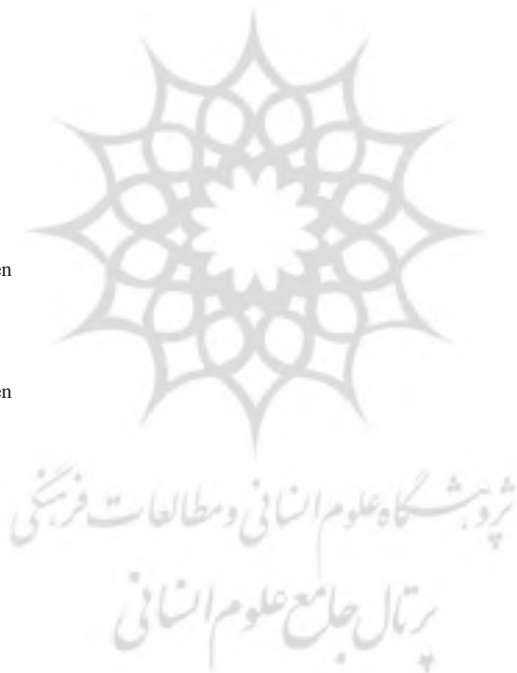 en
en
پژوهشگاه علوم انسانی و مطالعات فرهنگی
پرتال جامع علوم انسانی